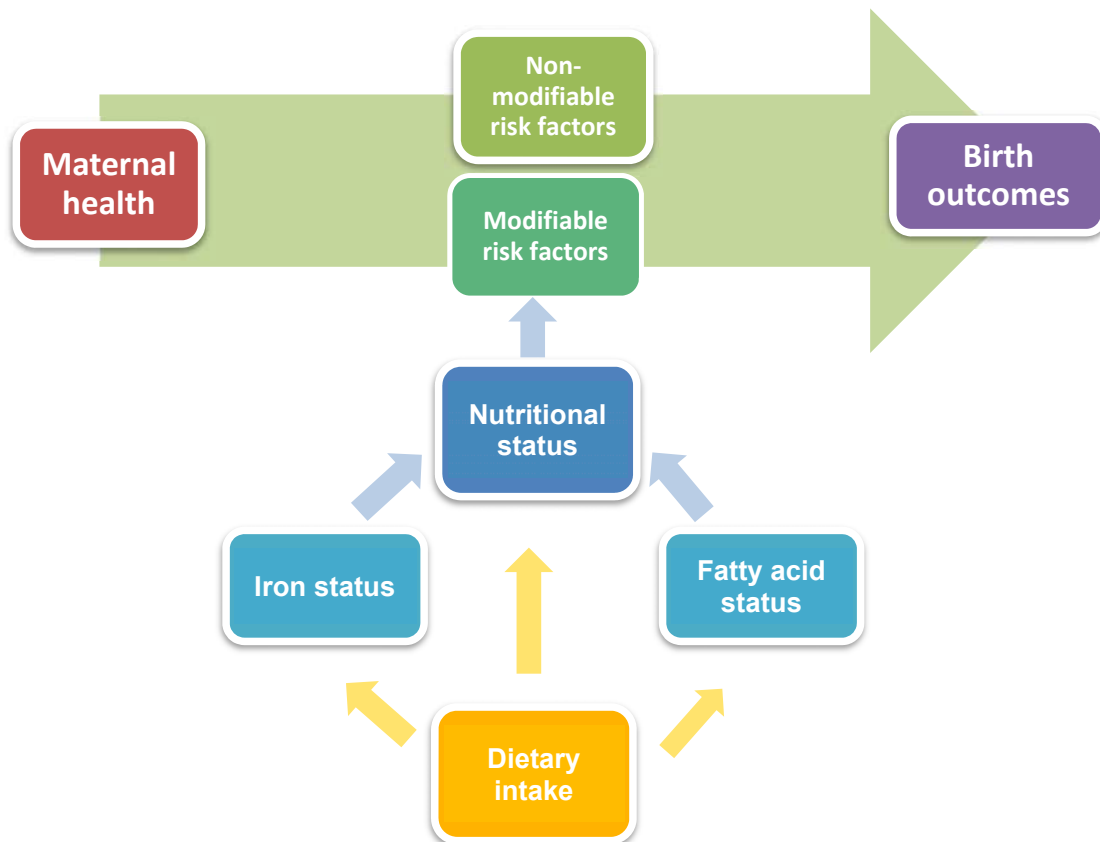 Non-
modifiable
risk factors
Maternal
health
Birth
outcomes
Modifiable
risk factors
Nutritional
status
Iron status
Fatty acid
status
Dietary
intake